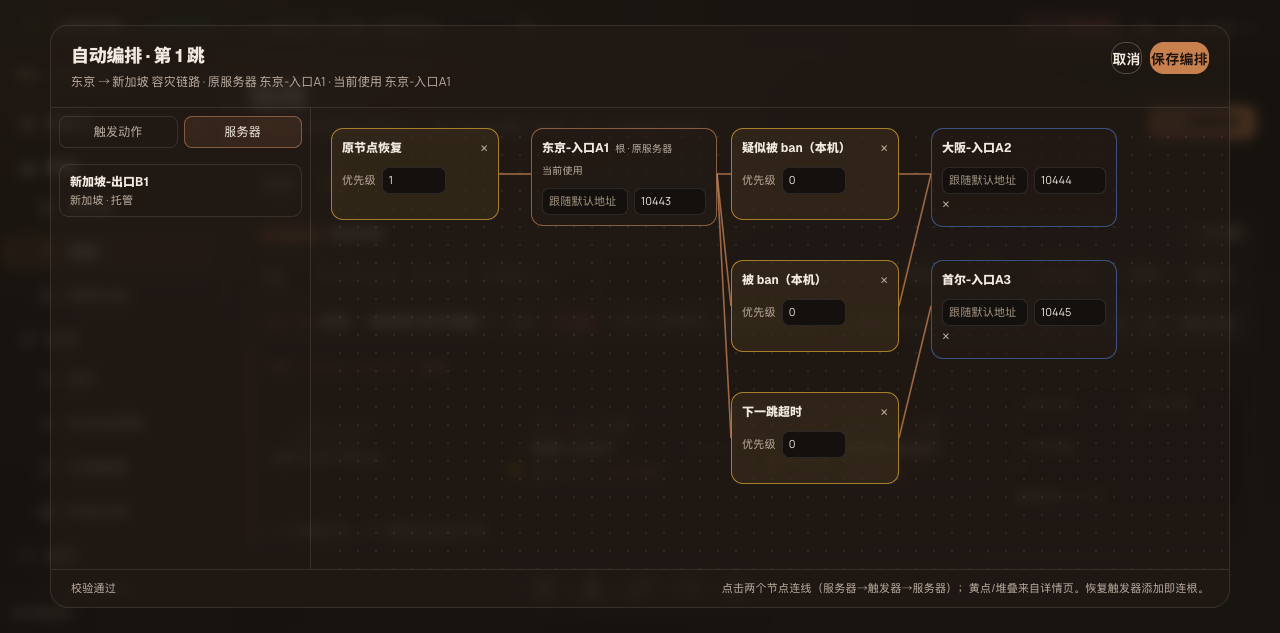 自动编排 · 第 1 跳
东京 → 新加坡 容灾链路 · 原服务器 东京-入口A1 · 当前使用 东京-入口A1
取消
保存编排
触发动作
服务器
新加坡-出口B1
新加坡 · 托管
原节点恢复 ×
优先级 1
东京-入口A1 根 · 原服务器
当前使用
跟随默认地址 10443
疑似被 ban（本机） ×
优先级 0
大阪-入口A2
跟随默认地址 10444
×
被 ban（本机） ×
优先级 0
首尔-入口A3
跟随默认地址 10445
×
下一跳超时 ×
优先级 0
校验通过
点击两个节点连线（服务器→触发器→服务器）；黄点/堆叠来自详情页。恢复触发器添加即连根。